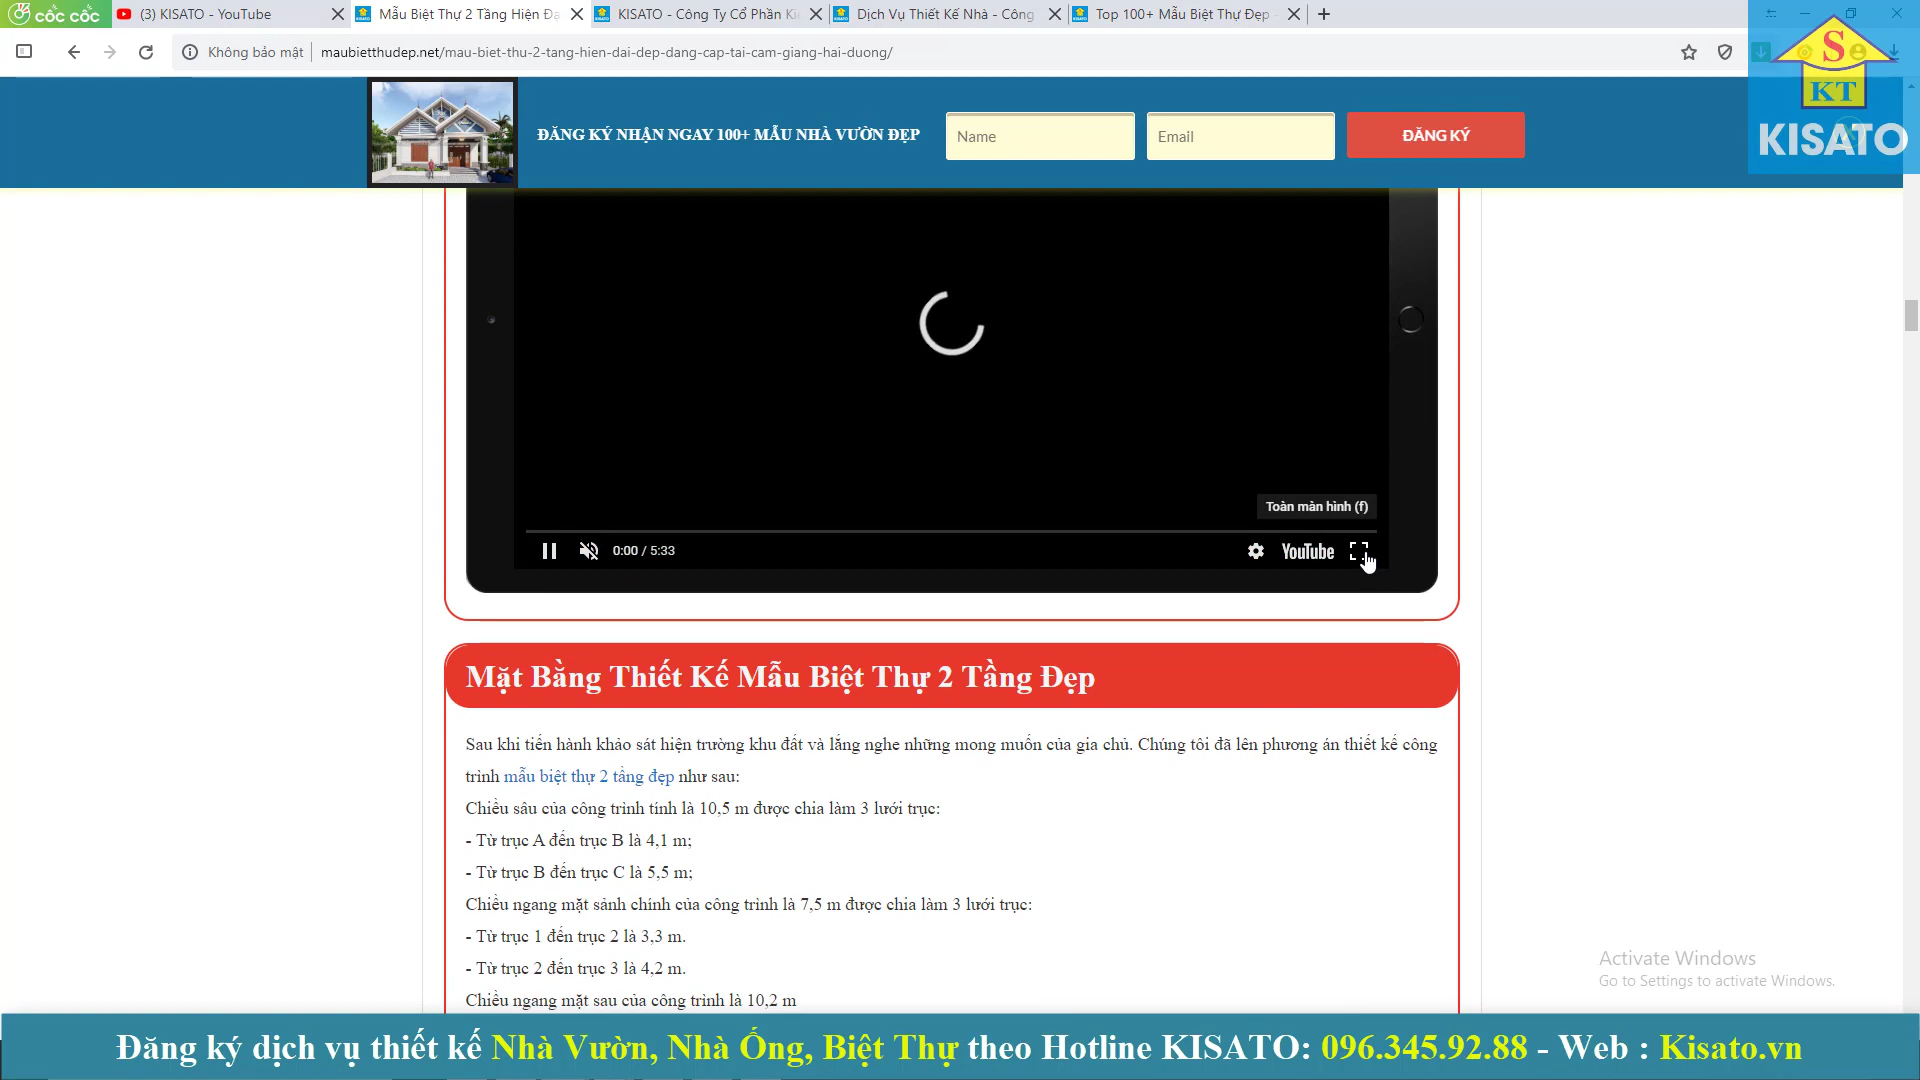 cốc cốc
(3) KISATO - YouTube
Mẫu Biệt Thự 2 Tầng Hiện Đạ
KISATO - Công Ty Cổ Phần Ki
Dịch Vụ Thiết Kế Nhà - Công
Top 100+ Mẫu Biệt Thự Đẹp
Không bảo mật
maubietthudep.net/mau-biet-thu-2-tang-hien-dai-dep-dang-cap-tai-cam-giang-hai-duong/
S
KT
KISATO
ĐĂNG KÝ NHẬN NGAY 100+ MẪU NHÀ VƯỜN ĐẸP
Name
Email
ĐĂNG KÝ
Toàn màn hình (f)
0:00 / 5:33
YouTube
Mặt Bằng Thiết Kế Mẫu Biệt Thự 2 Tầng Đẹp
Sau khi tiến hành khảo sát hiện trường khu đất và lắng nghe những mong muốn của gia chủ. Chúng tôi đã lên phương án thiết kế công
trình mẫu biệt thự 2 tầng đẹp như sau:
Chiều sâu của công trình tính là 10,5 m được chia làm 3 lưới trục:
- Từ trục A đến trục B là 4,1 m;
- Từ trục B đến trục C là 5,5 m;
Chiều ngang mặt sảnh chính của công trình là 7,5 m được chia làm 3 lưới trục:
- Từ trục 1 đến trục 2 là 3,3 m.
- Từ trục 2 đến trục 3 là 4,2 m.
Chiều ngang mặt sau của công trình là 10,2 m
Activate Windows
Go to Settings to activate Windows.
Đăng ký dịch vụ thiết kế Nhà Vườn, Nhà Ống, Biệt Thự theo Hotline KISATO: 096.345.92.88 - Web : Kisato.vn